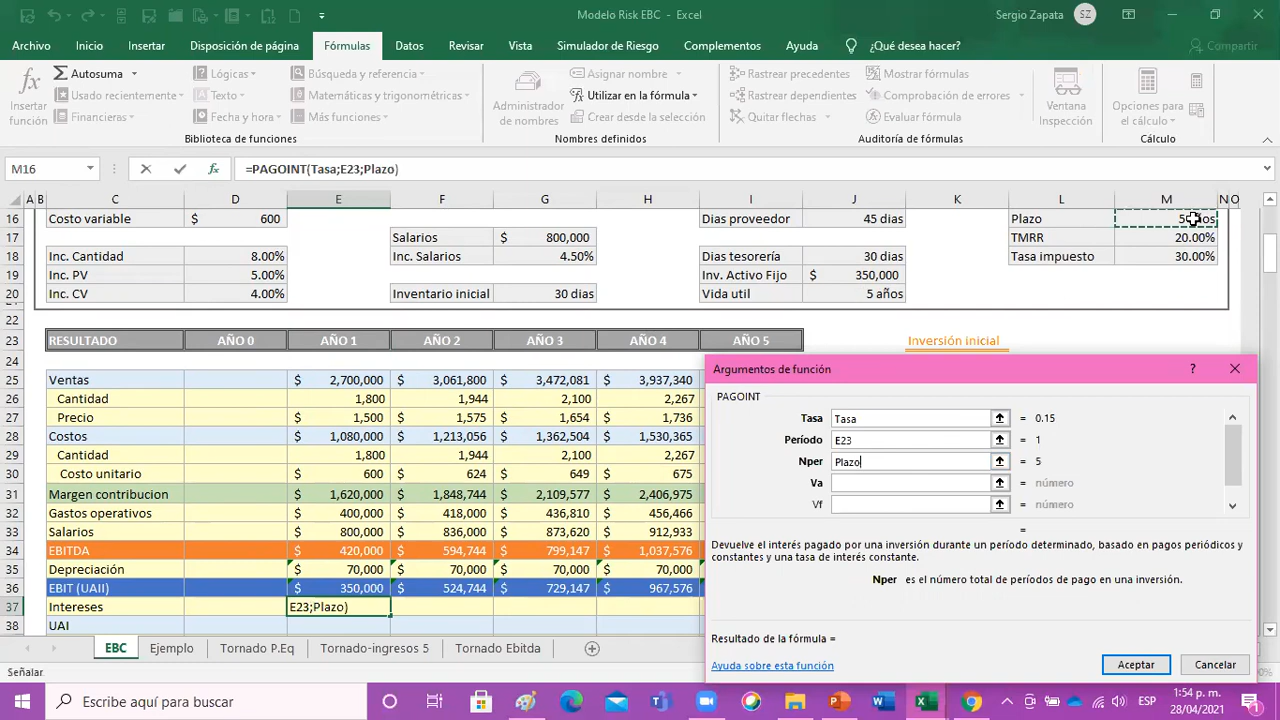 Modelo Risk EBC - Excel
Sergio Zapata SZ
Archivo Inicio Insertar Disposición de página Fórmulas Datos Revisar Vista Simulador de Riesgo Complementos Ayuda ¿Qué desea hacer? Compartir
Insertar función
Autosuma
Usado recientemente
Financieras
Lógicas
Texto
Fecha y hora
Búsqueda y referencia
Matemáticas y trigonométricas
Más funciones
Biblioteca de funciones
Administrador de nombres
Asignar nombre
Utilizar en la fórmula
Crear desde la selección
Nombres definidos
Rastrear precedentes
Rastrear dependientes
Quitar flechas
Mostrar fórmulas
Comprobación de errores
Evaluar fórmula
Auditoría de fórmulas
Ventana Inspección
Opciones para el cálculo
Cálculo
M16 fx =PAGOINT(Tasa;E23;Plazo)
A B C D E F G H I J K L M N O
16 Costo variable $ 600 Dias proveedor 45 dias Plazo
17 Salarios $ 800,000 TMRR 20.00%
18 Inc. Cantidad 8.00% Inc. Salarios 4.50% Dias tesorería 30 dias Tasa impuesto 30.00%
19 Inc. PV 5.00% Inv. Activo Fijo $ 350,000
20 Inc. CV 4.00% Inventario inicial 30 dias Vida util 5 años
22
23 RESULTADO AÑO 0 AÑO 1 AÑO 2 AÑO 3 AÑO 4 AÑO 5 Inversión inicial
24
25 Ventas $ 2,700,000 $ 3,061,800 $ 3,472,081 $ 3,937,340
26 Cantidad 1,800 1,944 2,100 2,267
27 Precio $ 1,500 $ 1,575 $ 1,654 $ 1,736
28 Costos $ 1,080,000 $ 1,213,056 $ 1,362,504 $ 1,530,365
29 Cantidad 1,800 1,944 2,100 2,267
30 Costo unitario $ 600 $ 624 $ 649 $ 675
31 Margen contribucion $ 1,620,000 $ 1,848,744 $ 2,109,577 $ 2,406,975
32 Gastos operativos $ 400,000 $ 418,000 $ 436,810 $ 456,466
33 Salarios $ 800,000 $ 836,000 $ 873,620 $ 912,933
34 EBITDA $ 420,000 $ 594,744 $ 799,147 $ 1,037,576
35 Depreciación $ 70,000 $ 70,000 $ 70,000 $ 70,000
36 EBIT (UAII) $ 350,000 $ 524,744 $ 729,147 $ 967,576
37 Intereses E23;Plazo)
38 UAI
Argumentos de función ?
PAGOINT
Tasa Tasa = 0.15
Período E23 = 1
Nper Plazo = 5
Va = número
Vf = número
=
Devuelve el interés pagado por una inversión durante un período determinado, basado en pagos periódicos y
constantes y una tasa de interés constante.
Nper es el número total de períodos de pago en una inversión.
Resultado de la fórmula =
Ayuda sobre esta función
Aceptar Cancelar
EBC Ejemplo Tornado P.Eq Tornado-ingresos 5 Tornado Ebitda
Señalar
Escribe aquí para buscar
ESP
1:54 p. m.
28/04/2021